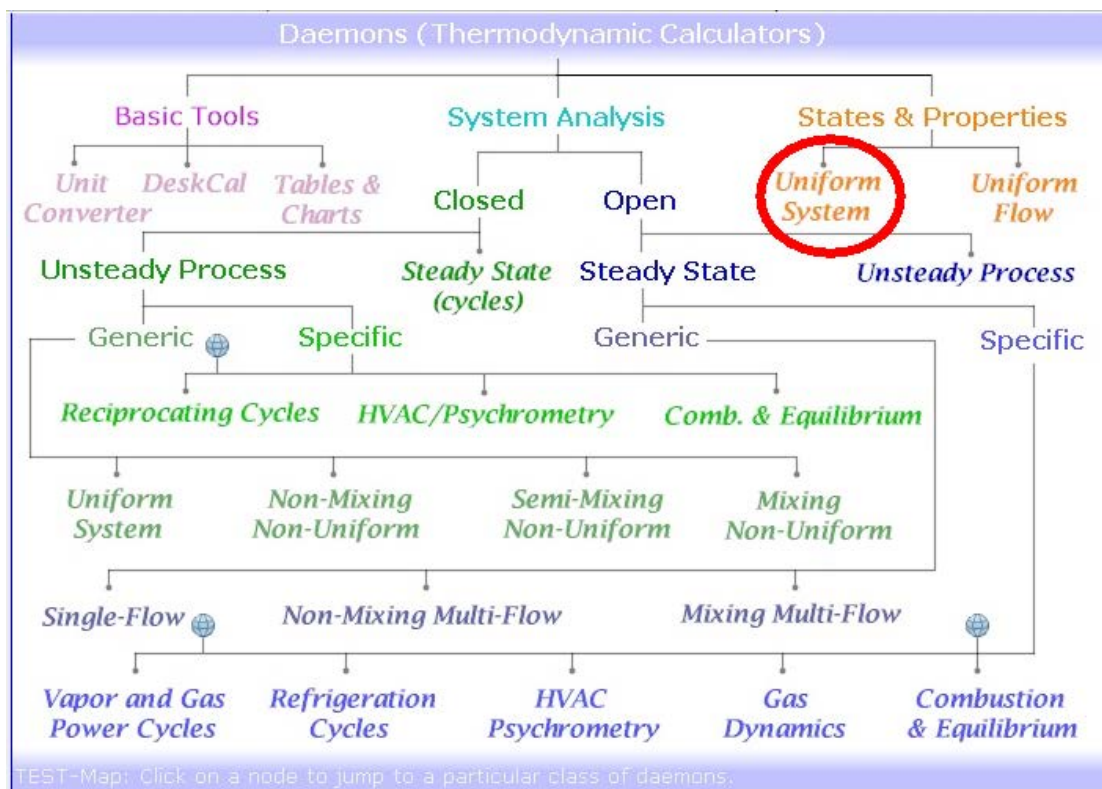 Daemons (Thermodynamic Calculators)
Basic Tools
System Analysis
States & Properties
Unit
Converter
DeskCal
Tables &
Charts
Closed
Open
Uniform
System
Uniform
Flow
Unsteady Process
Steady State
(cycles)
Steady State
Unsteady Process
Generic
Specific
Generic
Specific
Reciprocating Cycles
HVAC/Psychrometry
Comb. & Equilibrium
Uniform
System
Non-Mixing
Non-Uniform
Semi-Mixing
Non-Uniform
Mixing
Non-Uniform
Single-Flow
Non-Mixing Multi-Flow
Mixing Multi-Flow
Vapor and Gas
Power Cycles
Refrigeration
Cycles
HVAC
Psychrometry
Gas
Dynamics
Combustion
& Equilibrium
TEST-Map: Click on a node to jump to a particular class of daemons.